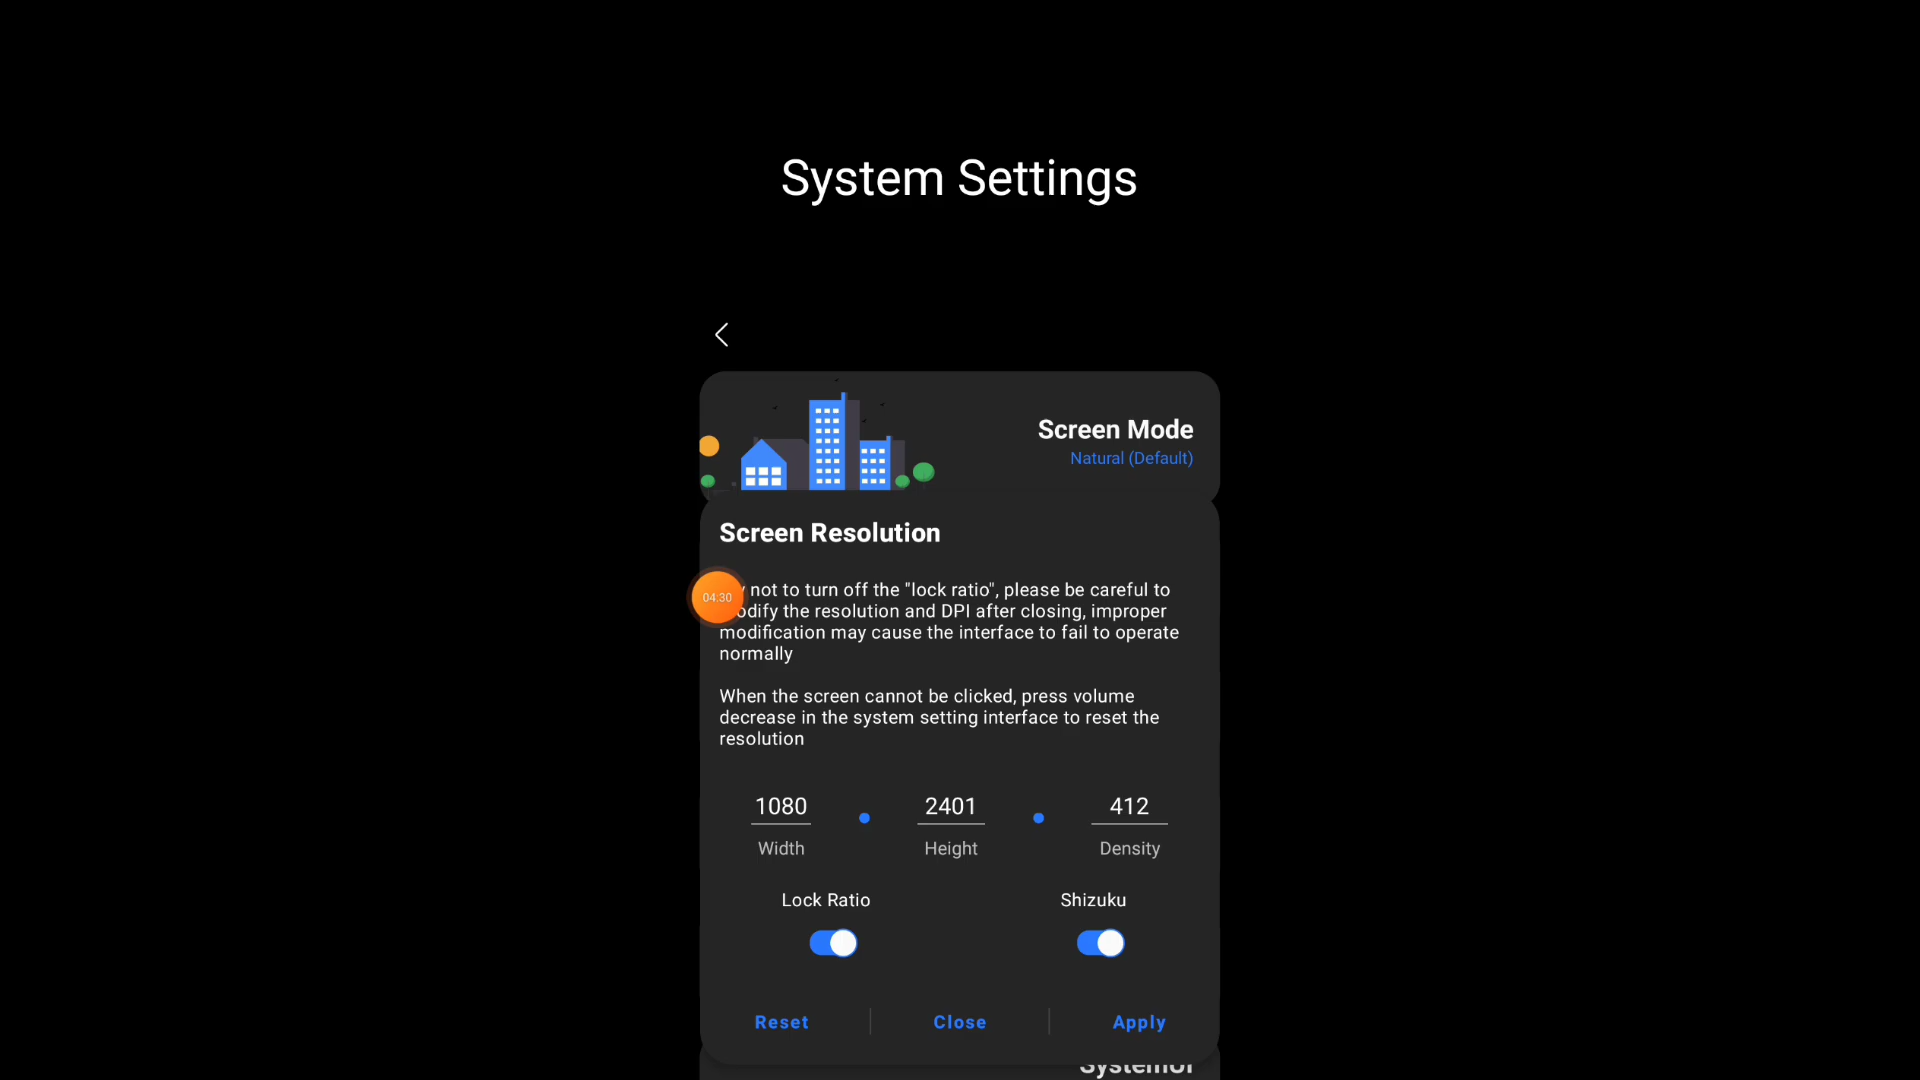 System Settings
Screen Mode
Natural (Default)
Screen Resolution
not to turn off the "lock ratio", please be careful to
odify the resolution and DPI after closing, improper
modification may cause the interface to fail to operate
normally
When the screen cannot be clicked, press volume
decrease in the system setting interface to reset the
resolution
04:30
1080 2401 412
Width Height Density
Lock Ratio Shizuku
Reset Close Apply
SystemUI